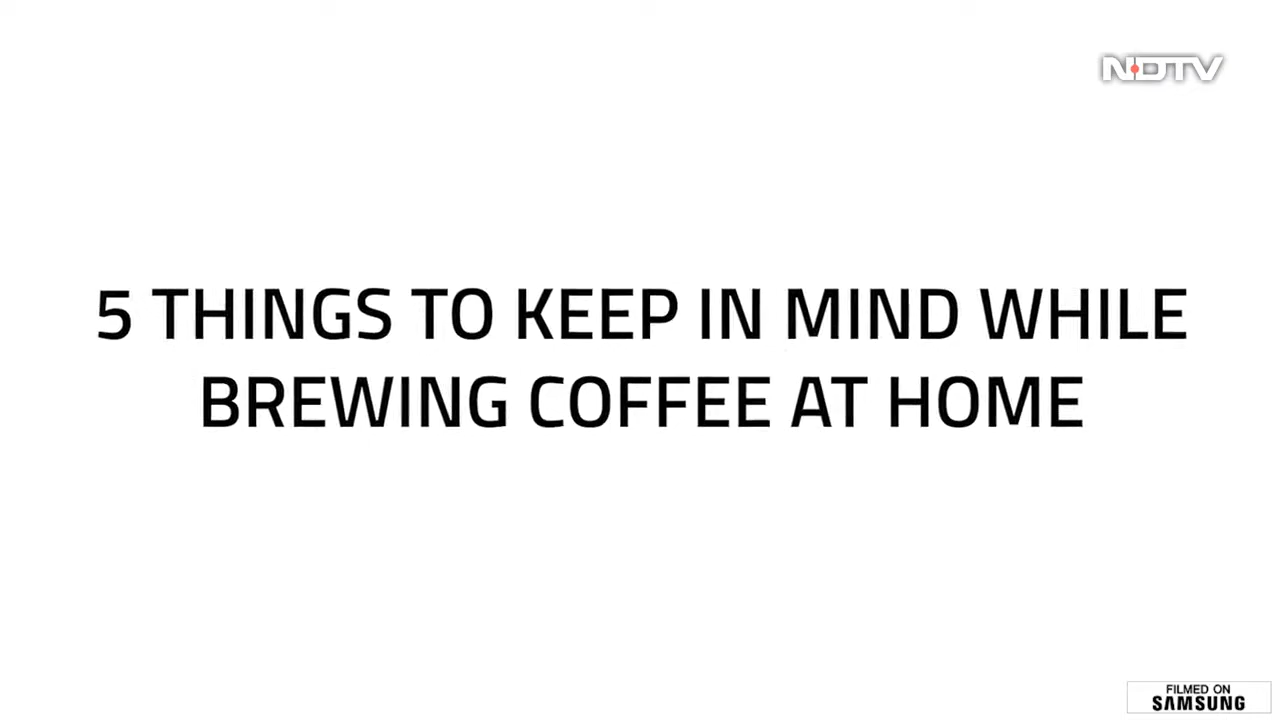 NDTV
5 THINGS TO KEEP IN MIND WHILE
BREWING COFFEE AT HOME
FILMED ON
SAMSUNG